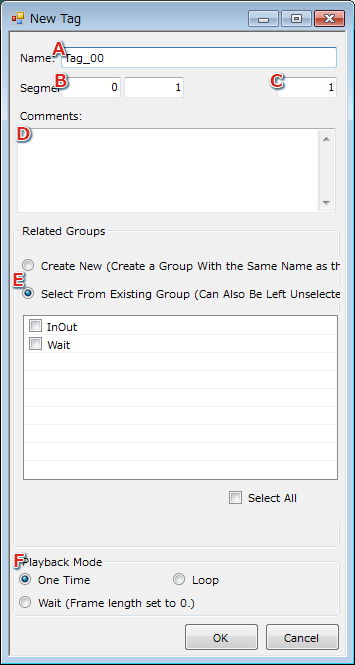 New Tag
A
Name: Tag_00
B C
Segmen 0 1 1
Comments:
D
Related Groups
Create New (Create a Group With the Same Name as th
E
Select From Existing Group (Can Also Be Left Unselecte
InOut
Wait
Select All
F
Playback Mode
One Time Loop
Wait (Frame length set to 0.)
OK Cancel